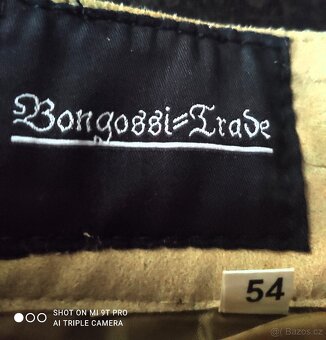 Bongossi=Trade
54
SHOT ON MI 9T PRO
AI TRIPLE CAMERA
Bazos.cz